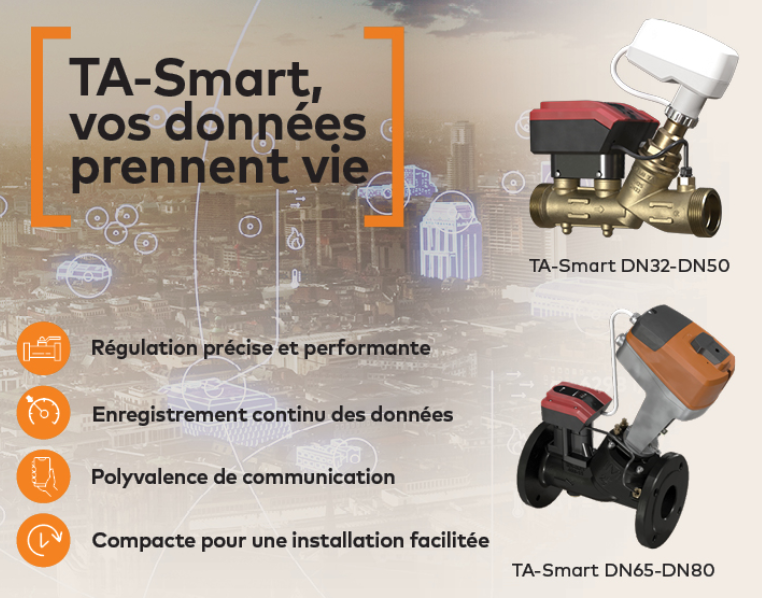 TA-Smart,
vos données
prennent vie
TA-Smart DN32-DN50
Régulation précise et performante
Enregistrement continu des données
Polyvalence de communication
Compacte pour une installation facilitée
TA-Smart DN65-DN80